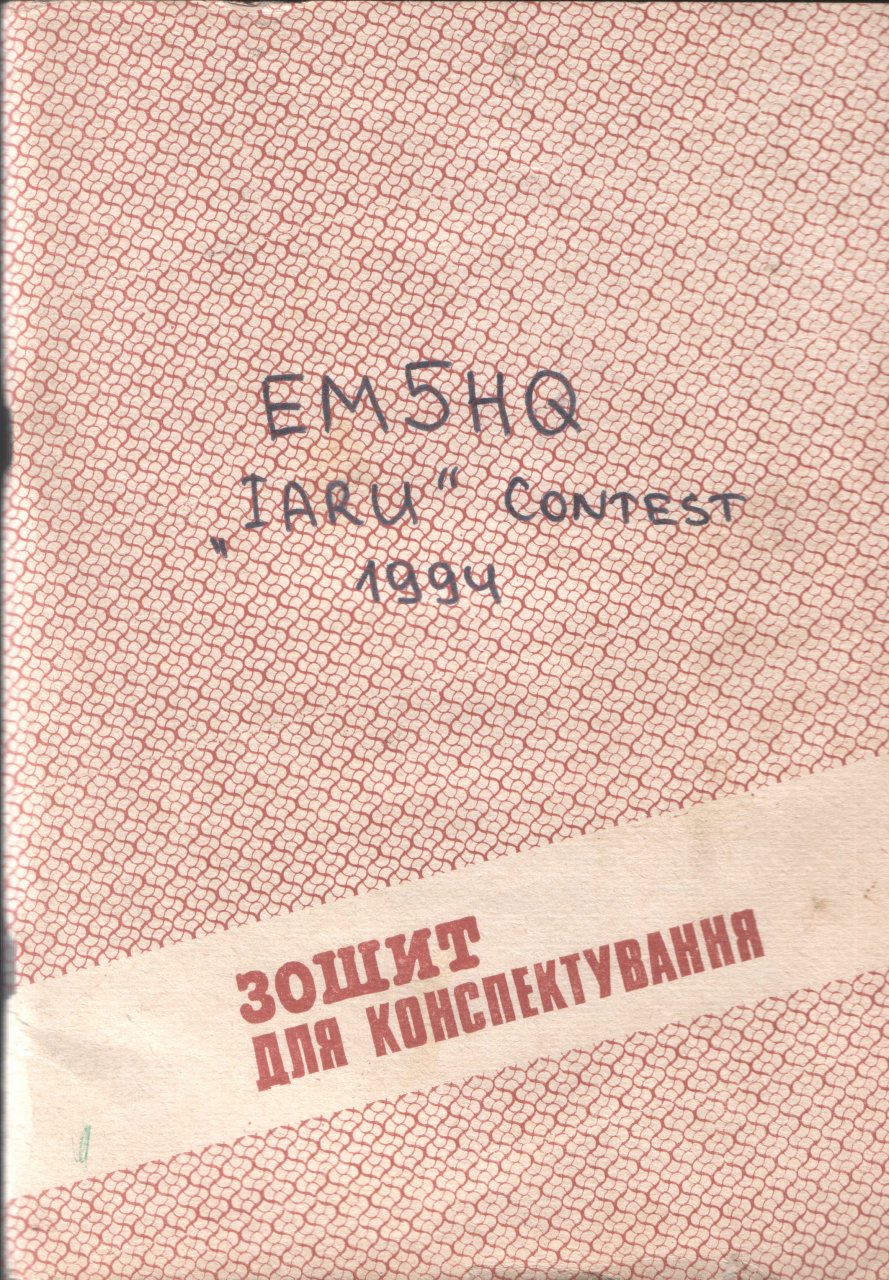 EM5HQ
„IARU“ CONTEST
1994
ЗОШИТ
ДЛЯ КОНСПЕКТУВАННЯ